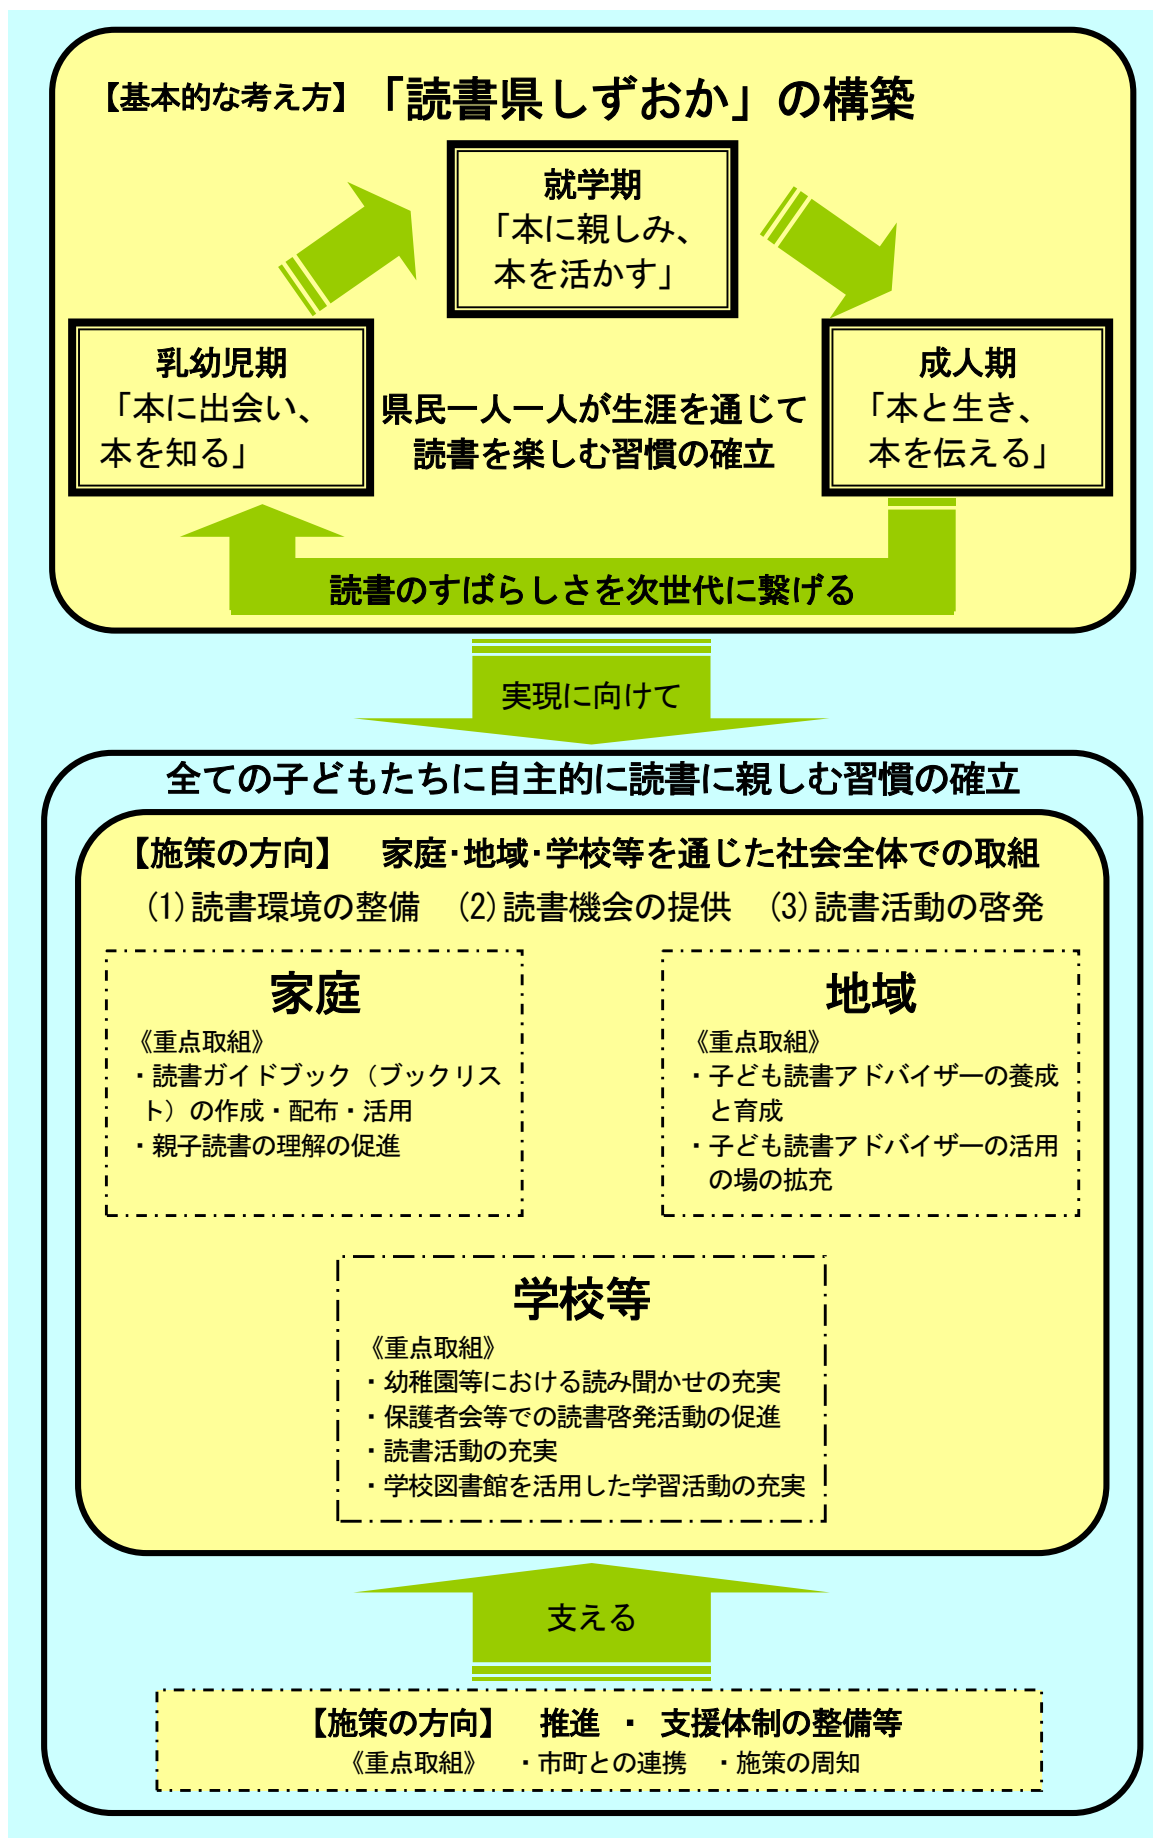 【基本的な考え方】「読書県しずおか」の構築
就学期
「本に親しみ、
本を活かす」
乳幼児期
「本に出会い、
本を知る」
県民一人一人が生涯を通じて
読書を楽しむ習慣の確立
成人期
「本と生き、
本を伝える」
読書のすばらしさを次世代に繋げる
実現に向けて
全ての子どもたちに自主的に読書に親しむ習慣の確立
【施策の方向】　家庭・地域・学校等を通じた社会全体での取組
(1)読書環境の整備　(2)読書機会の提供　(3)読書活動の啓発
家庭
《重点取組》
・読書ガイドブック（ブックリス
ト）の作成・配布・活用
・親子読書の理解の促進
地域
《重点取組》
・子ども読書アドバイザーの養成
と育成
・子ども読書アドバイザーの活用
の場の拡充
学校等
《重点取組》
・幼稚園等における読み聞かせの充実
・保護者会等での読書啓発活動の促進
・読書活動の充実
・学校図書館を活用した学習活動の充実
支える
【施策の方向】　推進　・　支援体制の整備等
《重点取組》　・市町との連携　・施策の周知